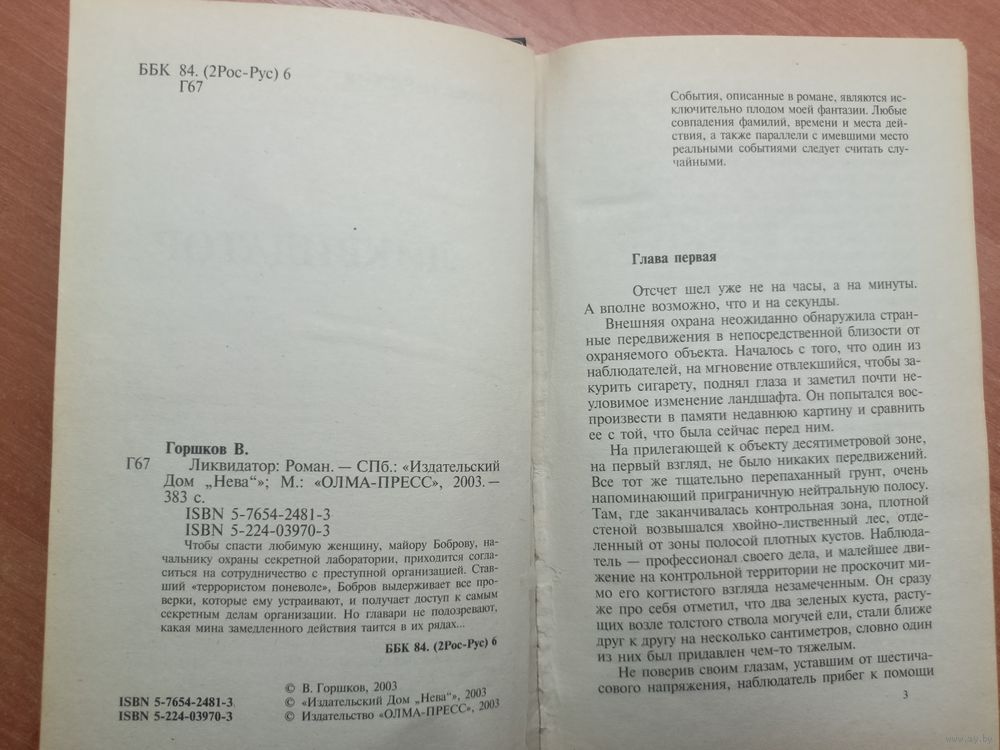 ББК 84. (2Рос-Рус) 6
Г67
Горшков В.
Г67 Ликвидатор: Роман. — СПб.: «Издательский
Дом „Нева“»; М.: «ОЛМА-ПРЕСС», 2003. —
383 с.
ISBN 5-7654-2481-3
ISBN 5-224-03970-3
Чтобы спасти любимую женщину, майору Боброву, на-
чальнику охраны секретной лаборатории, приходится согла-
ситься на сотрудничество с преступной организацией. Став-
ший «террористом поневоле», Бобров выдерживает все про-
верки, которые ему устраивают, и получает доступ к самым
секретным делам организации. Но главари не подозревают,
какая мина замедленного действия таится в их рядах...
ББК 84. (2Рос-Рус) 6
© В. Горшков, 2003
ISBN 5-7654-2481-3 © «Издательский Дом „Нева“», 2003
ISBN 5-224-03970-3 © Издательство «ОЛМА-ПРЕСС», 2003
События, описанные в романе, являются ис-
ключительно плодом моей фантазии. Любые
совпадения фамилий, времени и места дей-
ствия, а также параллели с имевшими место
реальными событиями следует считать слу-
чайными.
Глава первая
Отсчет шел уже не на часы, а на минуты.
А вполне возможно, что и на секунды.
Внешняя охрана неожиданно обнаружила стран-
ные передвижения в непосредственной близости от
охраняемого объекта. Началось с того, что один из
наблюдателей, на мгновение отвлекшийся, чтобы за-
курить сигарету, поднял глаза и заметил почти не-
уловимое изменение ландшафта. Он попытался вос-
произвести в памяти недавнюю картину и сравнить
ее с той, что была сейчас перед ним.
На прилегающей к объекту десятиметровой зоне,
на первый взгляд, не было никаких передвижений.
Все тот же тщательно перепаханный грунт, очень
напоминающий приграничную нейтральную полосу.
Там, где заканчивалась контрольная зона, плотной
стеной возвышался хвойно-лиственный лес, отде-
ленный от зоны полосой плотных кустов. Наблюда-
тель — профессионал своего дела, и малейшее дви-
жение на контрольной территории не проскочит ми-
мо его когтистого взгляда незамеченным. Он сразу
же про себя отметил, что два зеленых куста, расту-
щих возле толстого ствола могучей ели, стали ближе
друг к другу на несколько сантиметров, словно один
из них был придавлен чем-то тяжелым.
Не поверив своим глазам, уставшим от шестича-
сового напряжения, наблюдатель прибег к помощи
3
www.ay.by